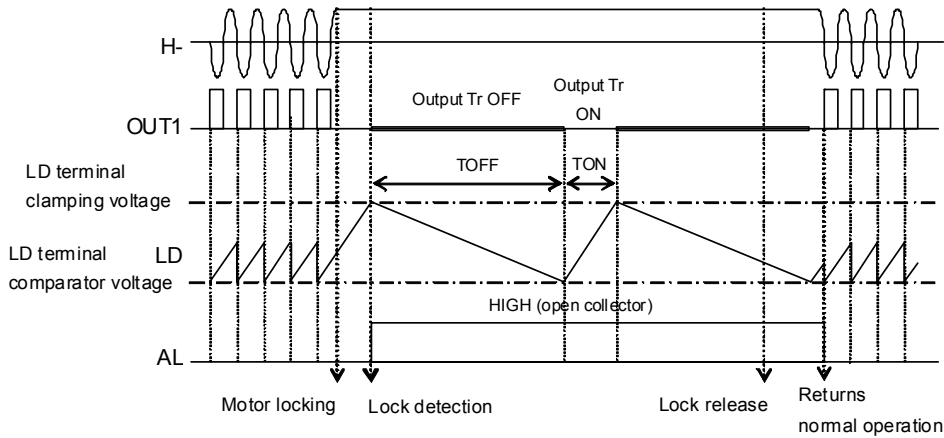 H-
Output Tr OFF
Output Tr
ON
OUT1
TOFF
TON
LD terminal
clamping voltage
LD
LD terminal
comparator voltage
HIGH (open collector)
AL
Motor locking
Lock detection
Lock release
Returns
normal operation